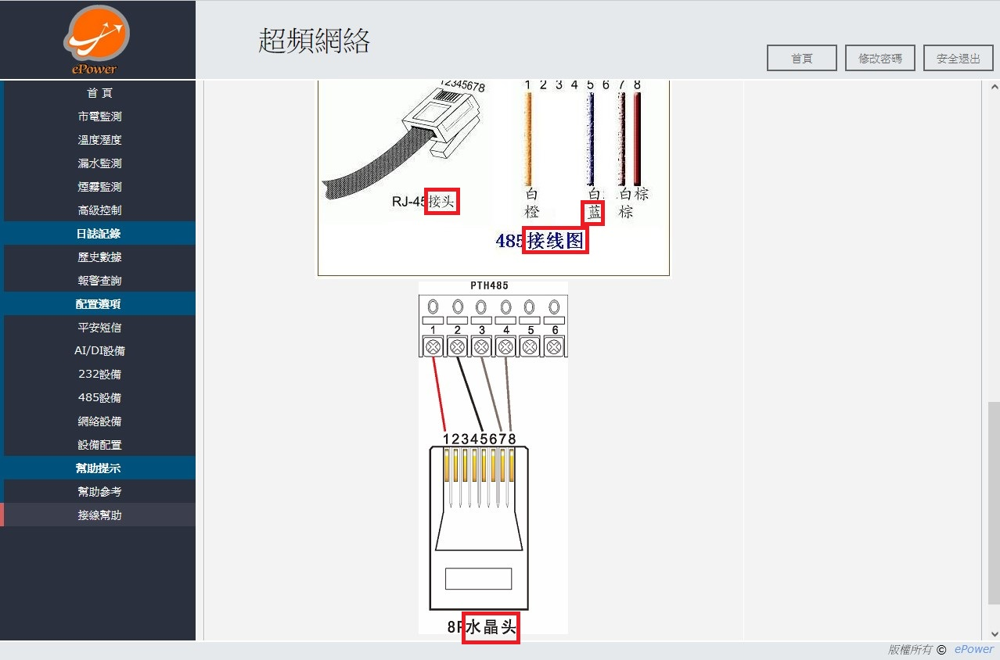 ePower
超頻網絡
首頁 修改密碼 安全退出
首 頁
市電監測
溫度溼度
漏水監測
煙霧監測
高級控制
日誌記錄
歷史數據
報警查詢
配置選項
平安短信
AI/DI設備
232設備
485設備
網絡設備
設備配置
幫助提示
幫助參考
接線幫助
12345678
1 2 3 4 5 6 7 8
RJ-45接头
白橙
白蓝
白棕
棕
485接线图
PTH485
1 2 3 4 5 6
12345678
8P水晶头
版權所有 © ePower